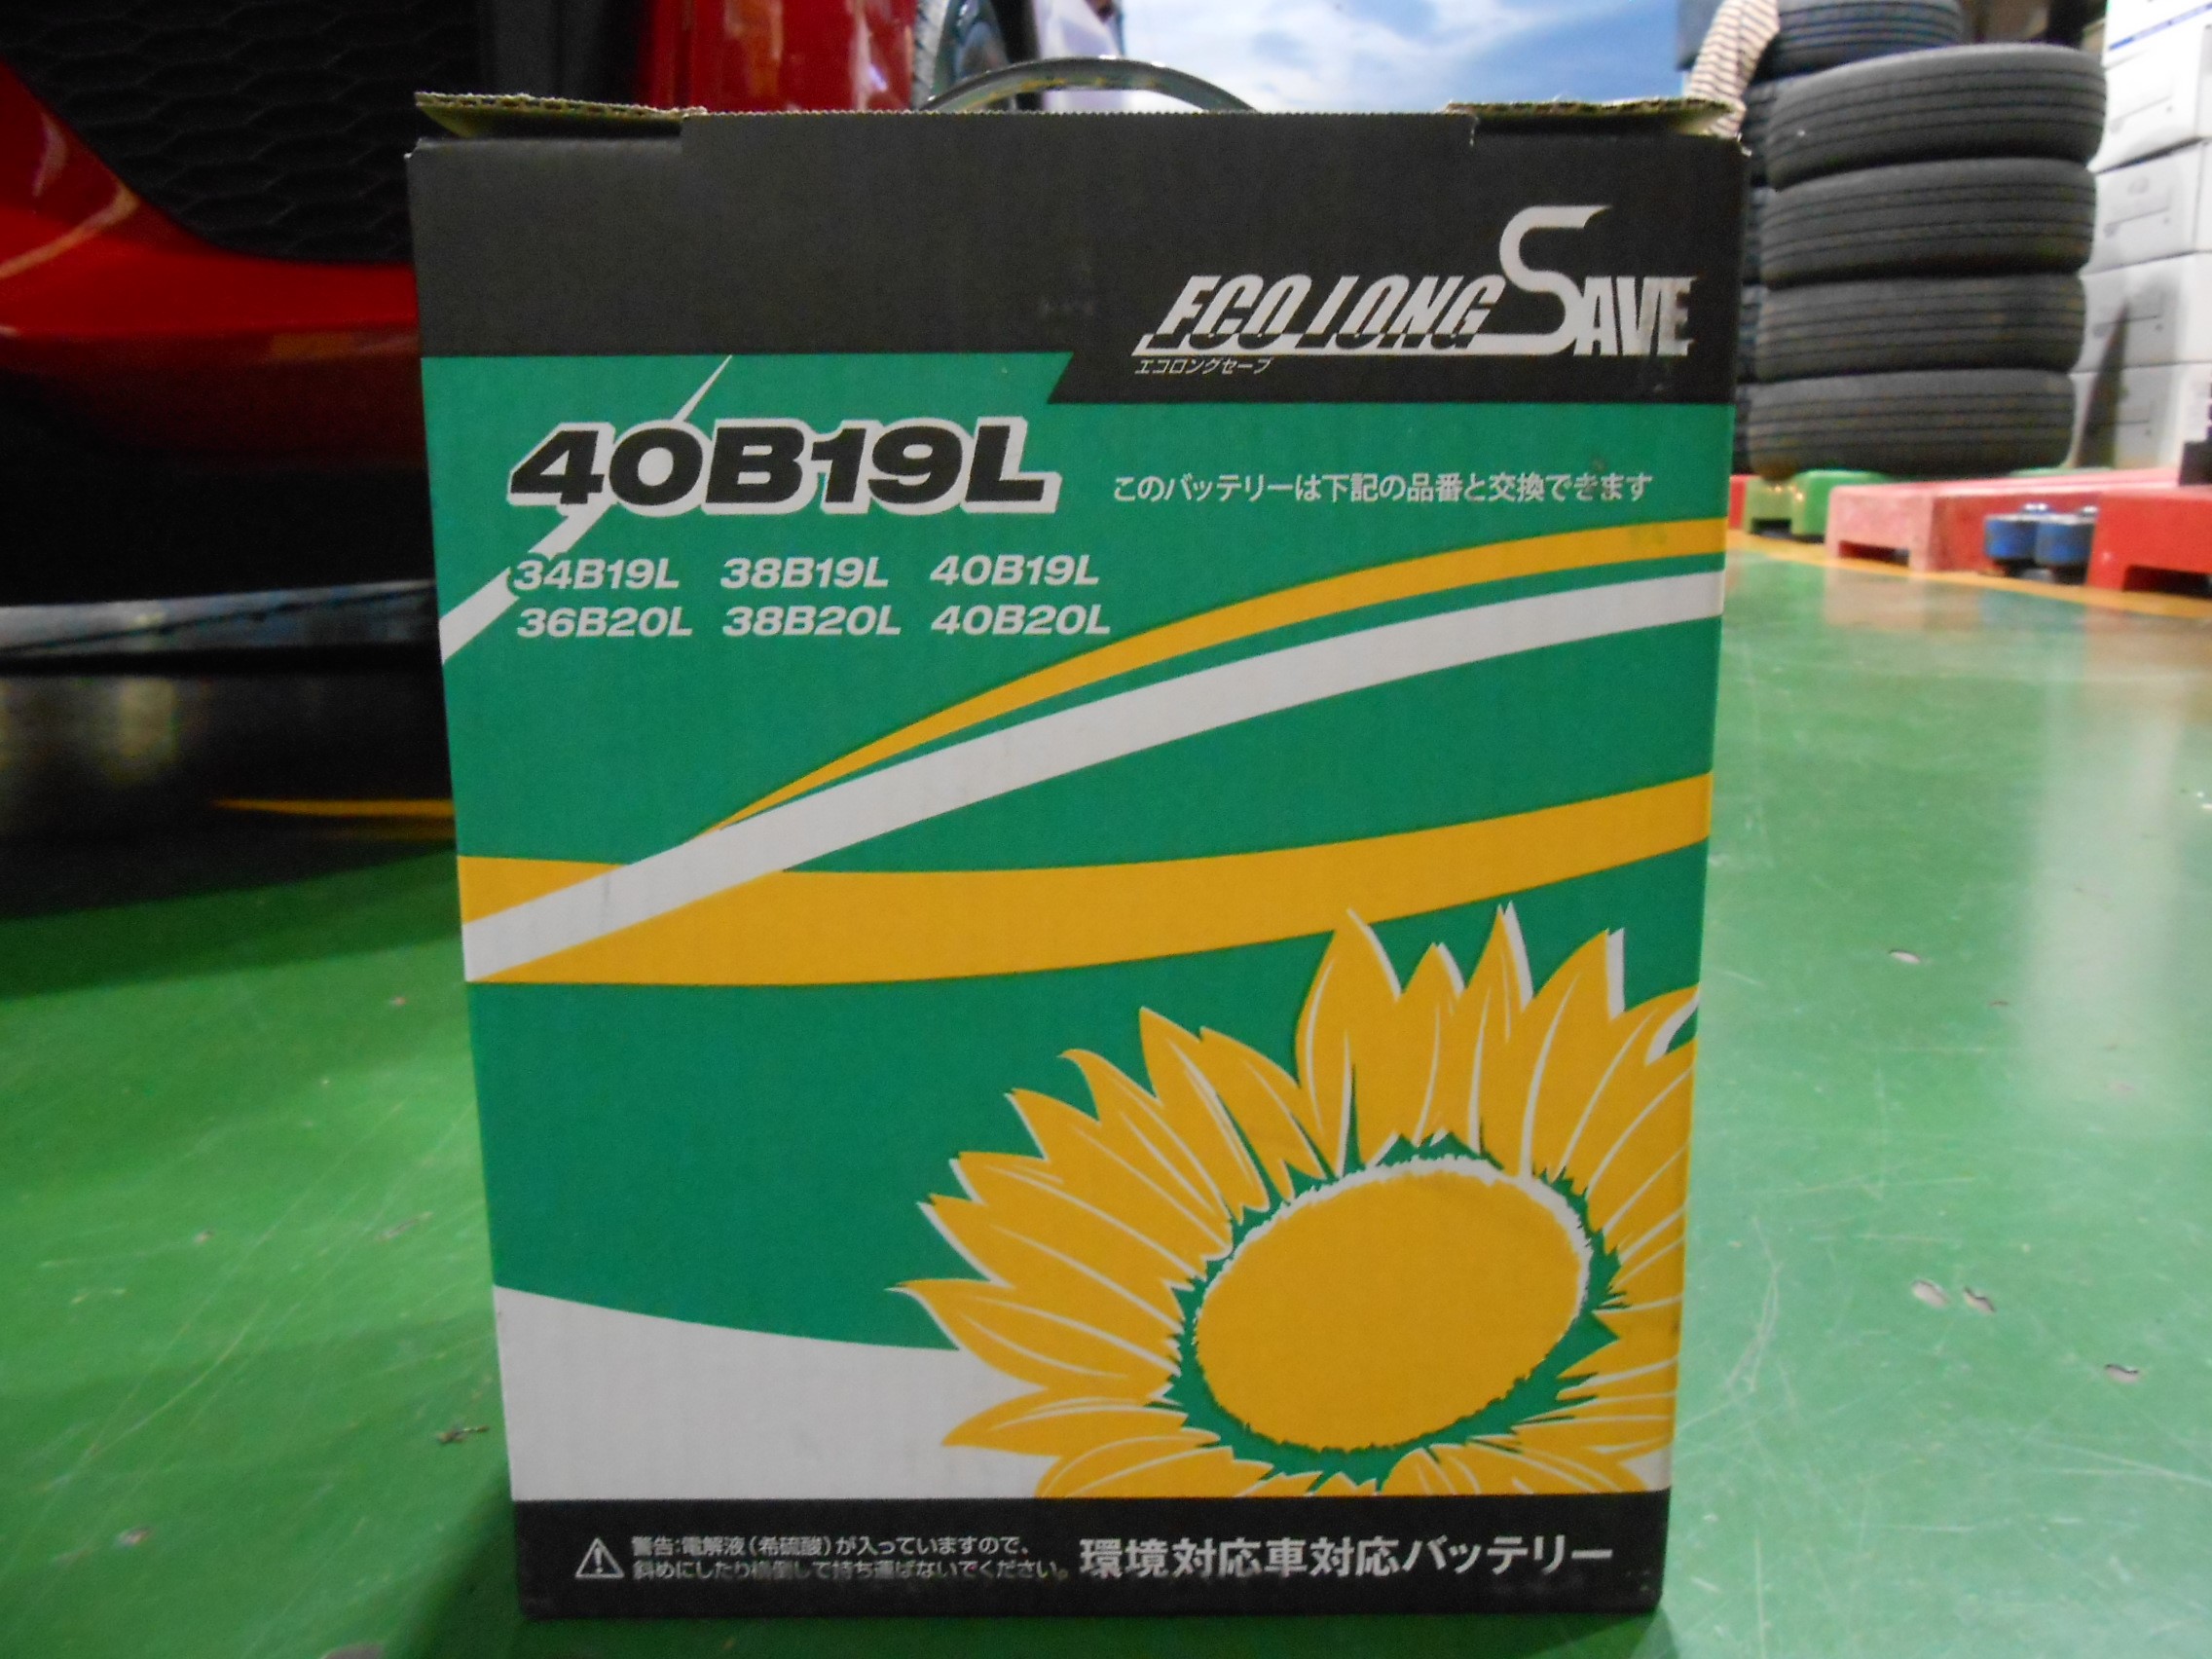 ECO LONG SAVE
エコロングセーブ
40B19L
このバッテリーは下記の品番と交換できます
34B19L 38B19L 40B19L
36B20L 38B20L 40B20L
警告:電解液(希硫酸)が入っていますので、
斜めにしたり横倒しで持ち運ばないでください。
環境対応車対応バッテリー